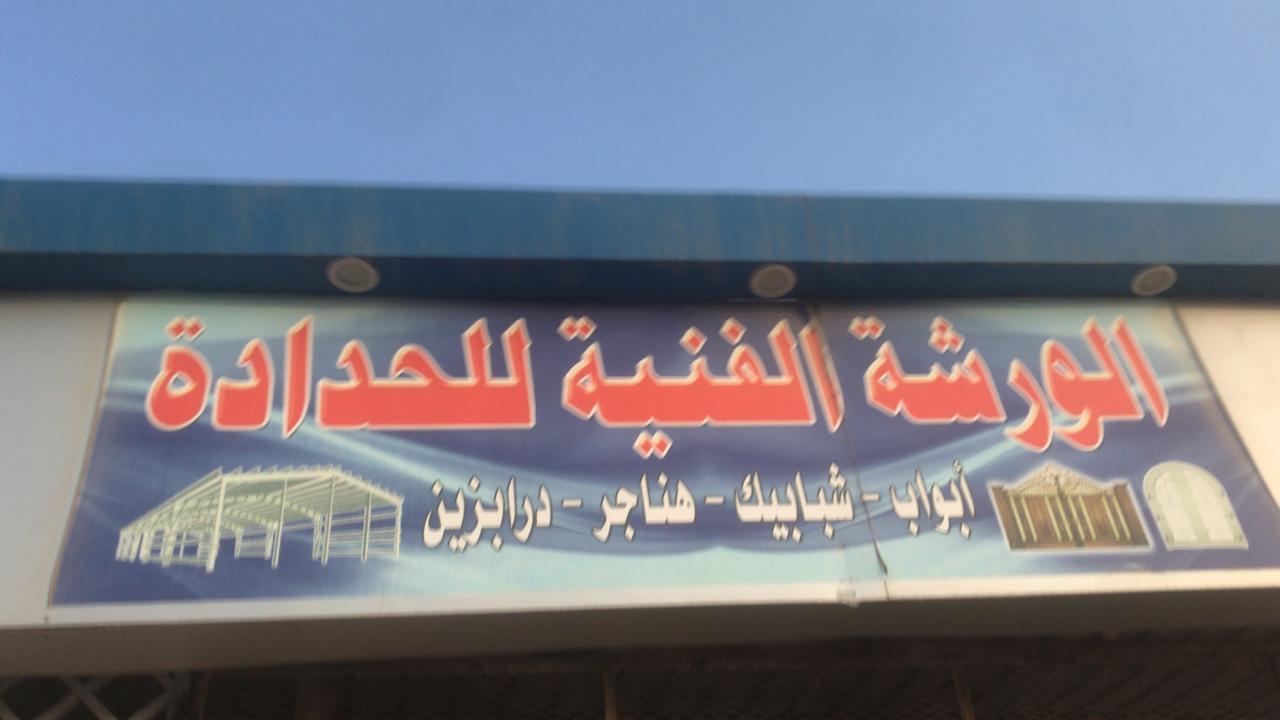 الورشة الفنية للحدادة
أبواب - شبابيك - هناجر - درابزين